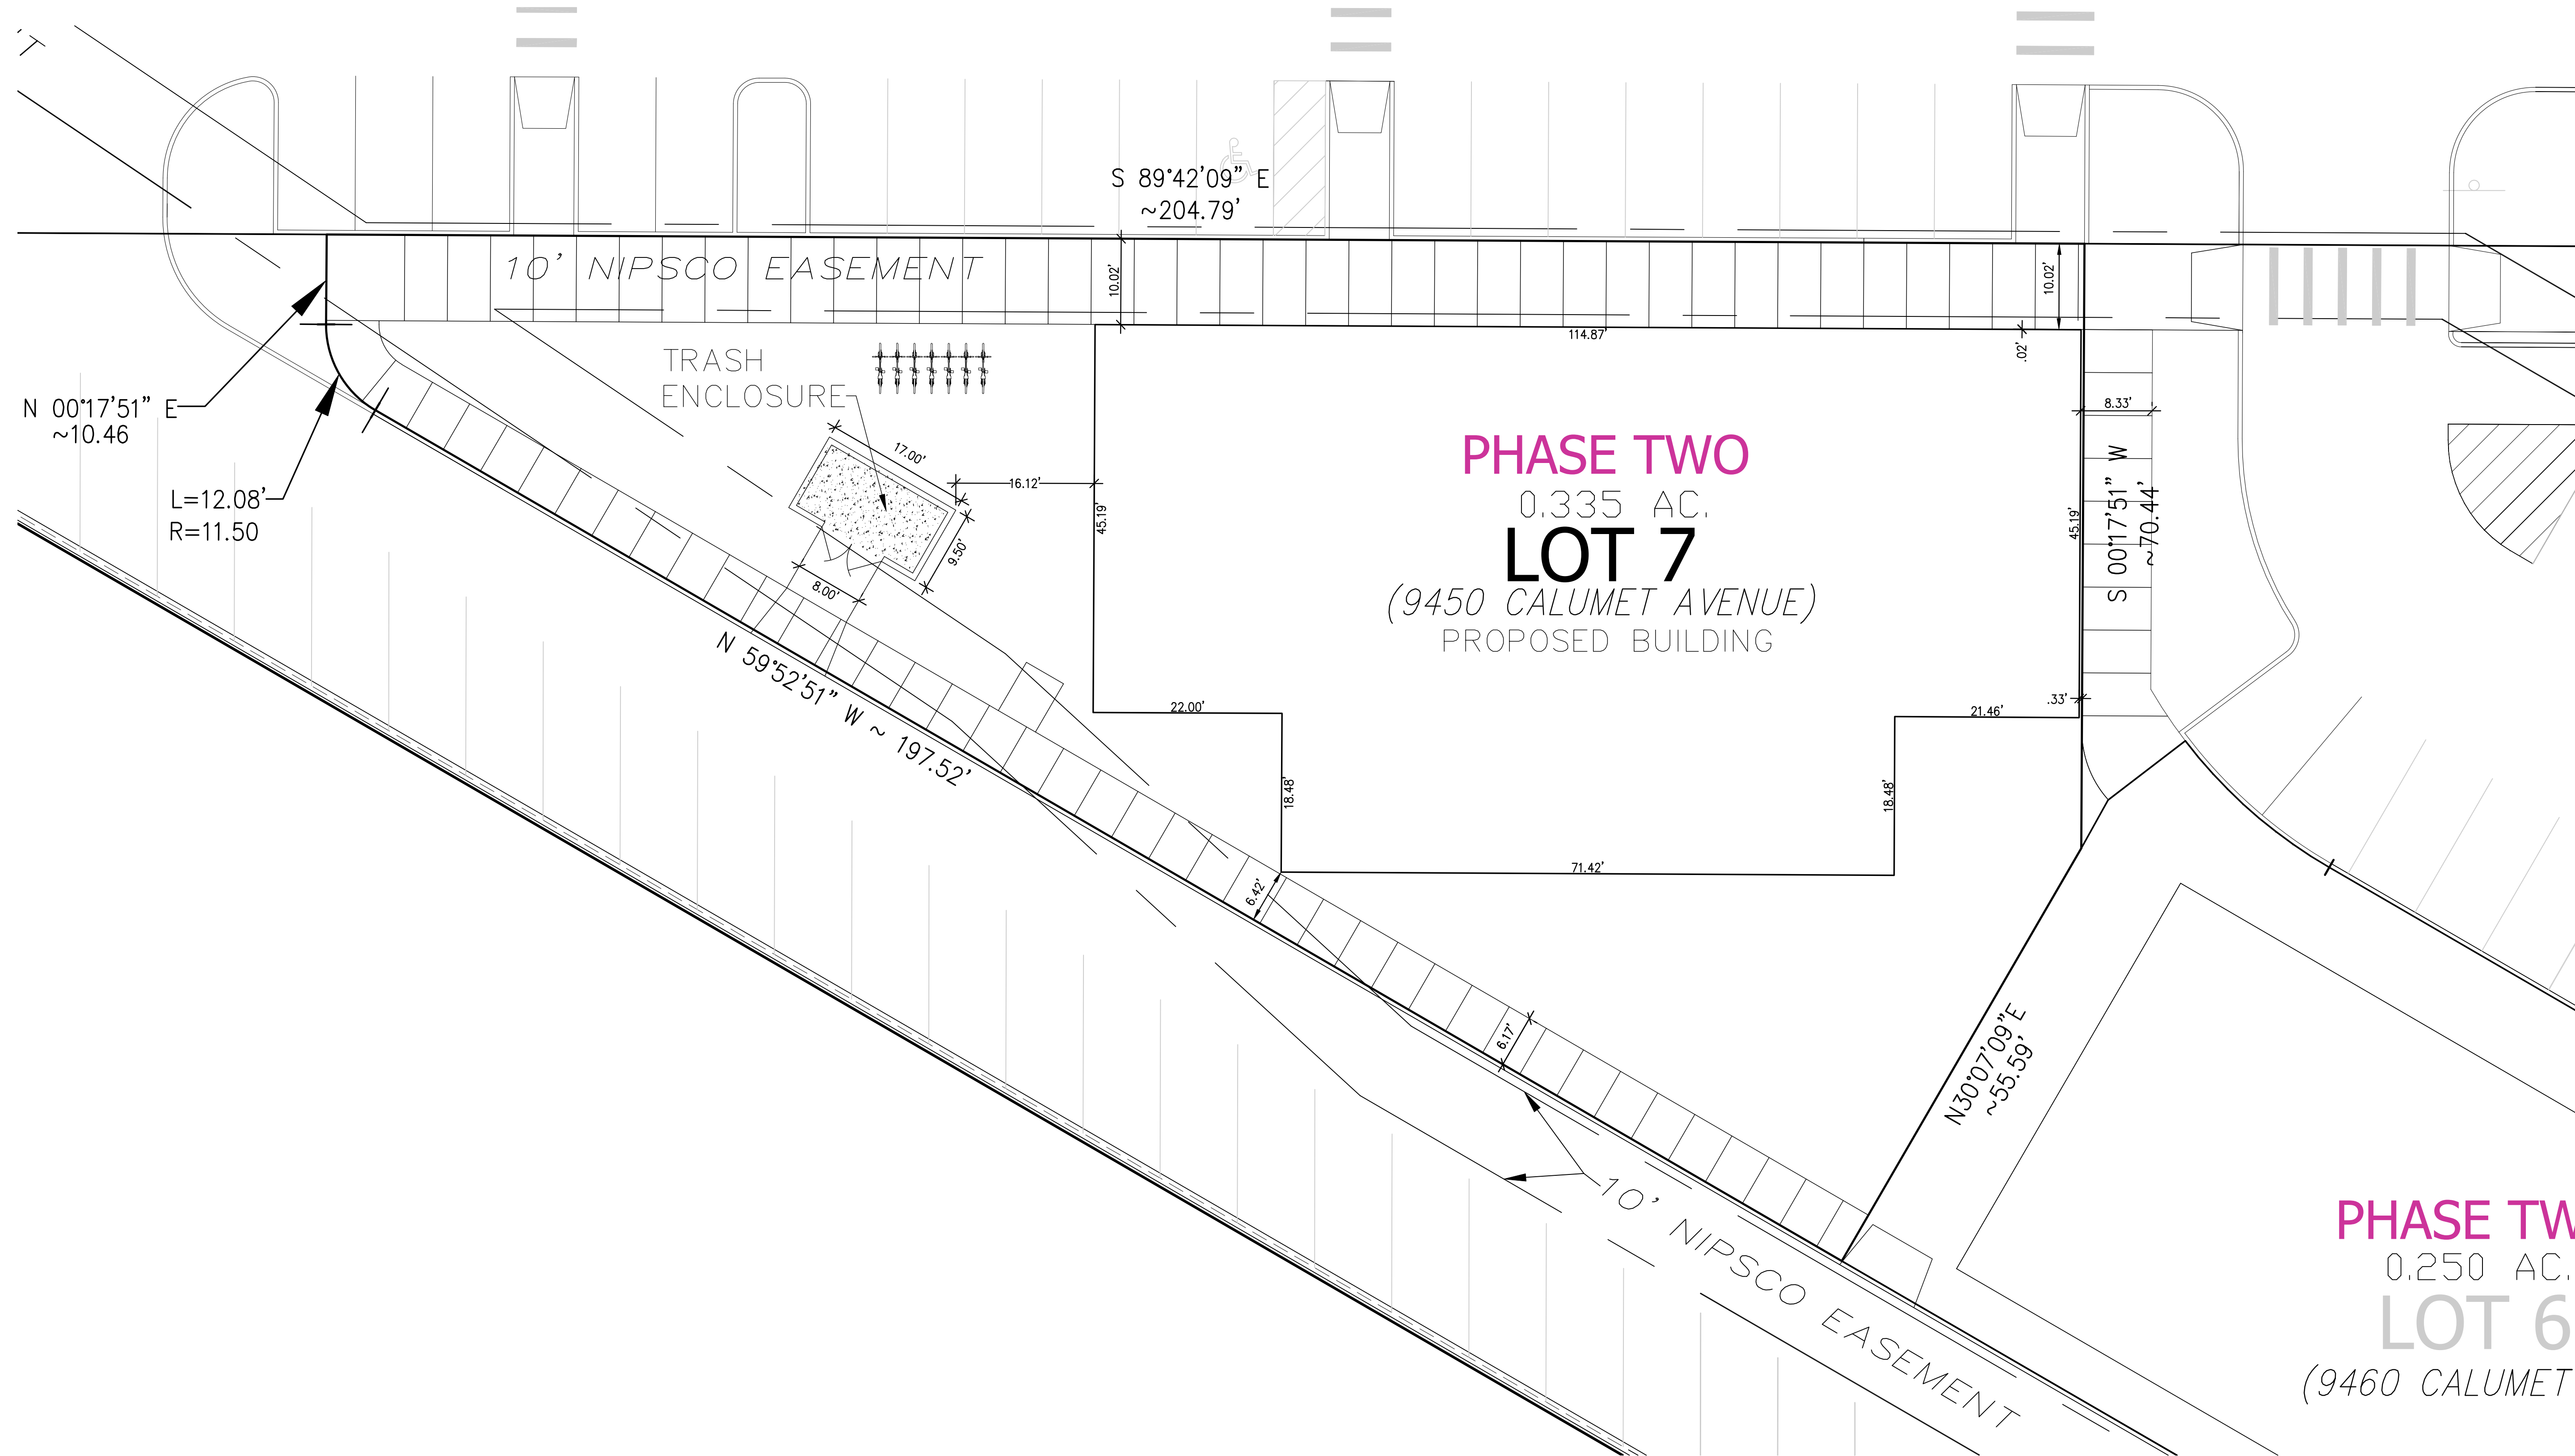 S 89°42'09" E
~204.79'
10' NIPSCO EASEMENT
10.02'
10.02'
114.87'
.02'
TRASH
ENCLOSURE
N 00°17'51" E
~10.46
L=12.08'
R=11.50
17.00'
16.12'
9.50'
8.00'
45.19'
PHASE TWO
0.335 AC.
LOT 7
(9450 CALUMET AVENUE)
PROPOSED BUILDING
8.33'
45.19'
S 00°17'51" W
~70.44'
.33'
22.00'
21.46'
18.48'
18.48'
71.42'
N 59°52'51" W ~ 197.52'
6.42'
6.17'
N30°07'09"E
~55.59'
10' NIPSCO EASEMENT
PHASE TW
0.250 AC.
LOT 6
(9460 CALUMET